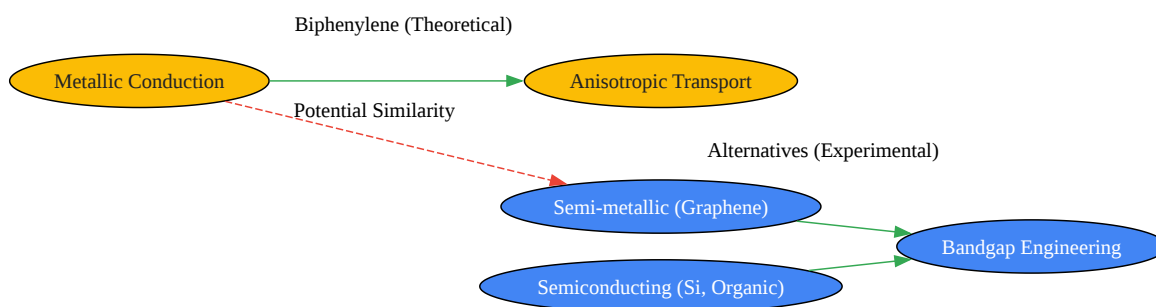 Biphenylene (Theoretical)
Metallic Conduction
Anisotropic Transport
Potential Similarity
Alternatives (Experimental)
Semi-metallic (Graphene)
Bandgap Engineering
Semiconducting (Si, Organic)